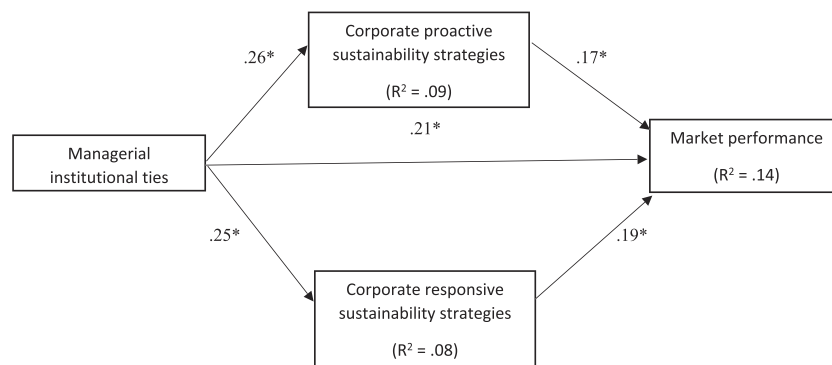 Corporate proactive
sustainability strategies
(R² = .09)
.26*
.17*
.21*
Managerial
institutional ties
Market performance
(R² = .14)
.25*
.19*
Corporate responsive
sustainability strategies
(R² = .08)